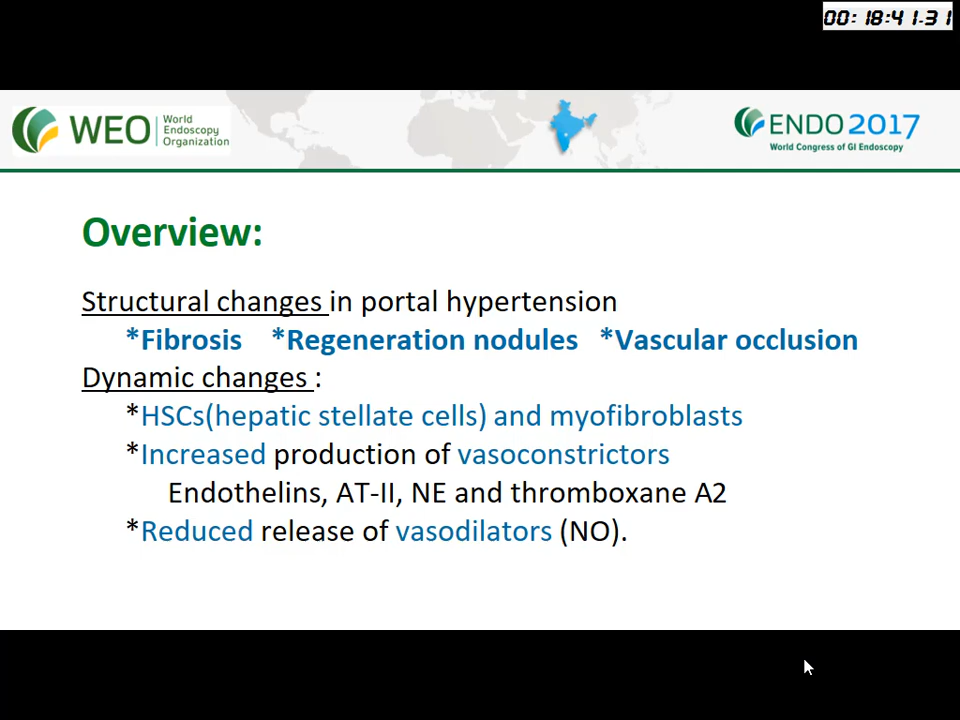 00:18:41.31
WEO World Endoscopy Organization
ENDO 2017
World Congress of GI Endoscopy
Overview:
Structural changes in portal hypertension
*Fibrosis *Regeneration nodules *Vascular occlusion
Dynamic changes :
*HSCs(hepatic stellate cells) and myofibroblasts
*Increased production of vasoconstrictors
Endothelins, AT-II, NE and thromboxane A2
*Reduced release of vasodilators (NO).